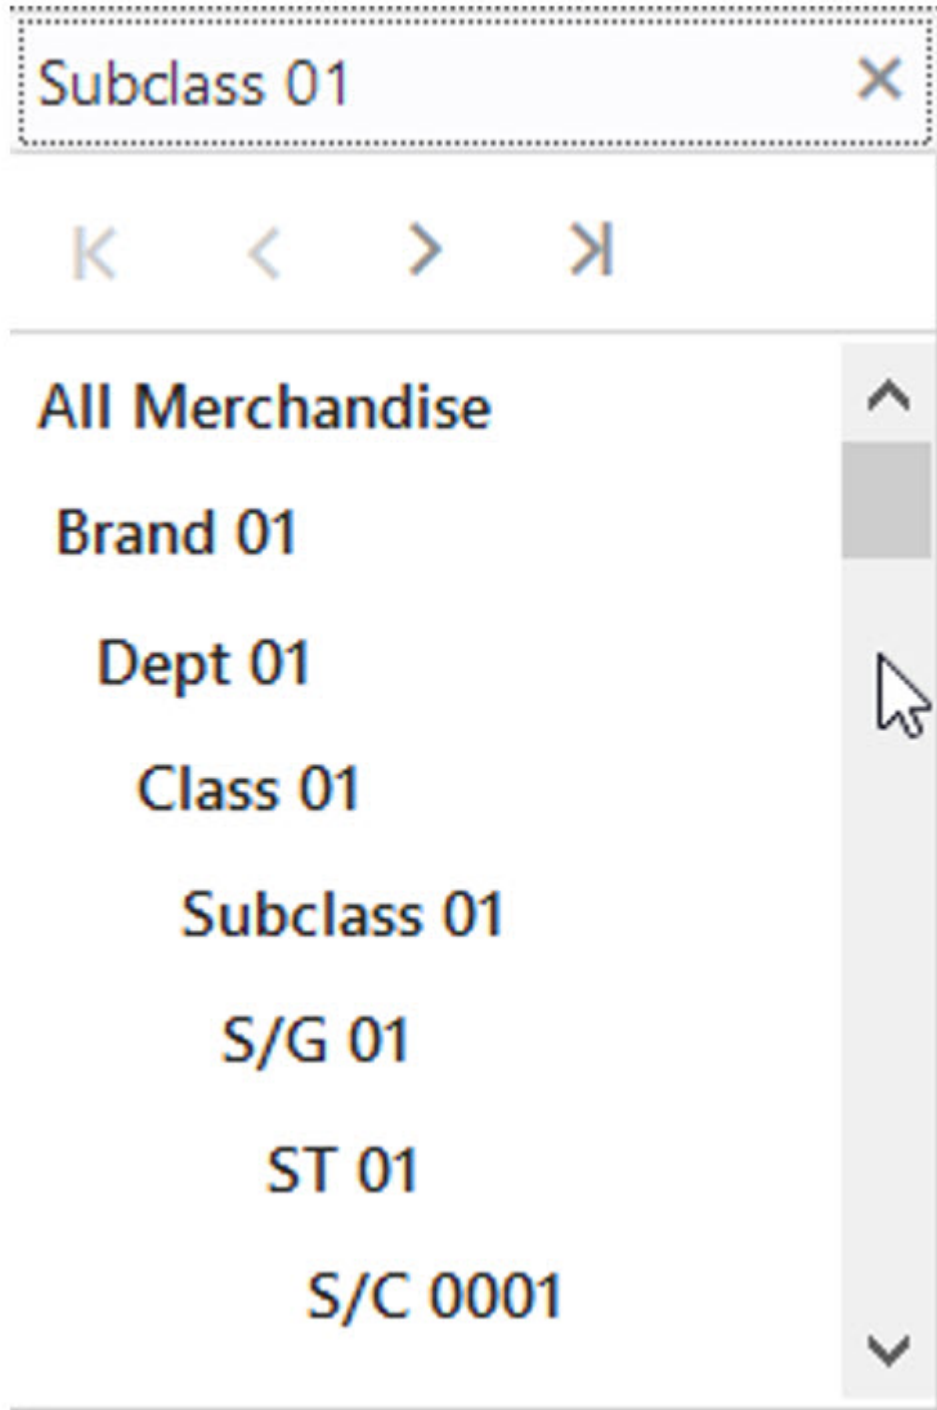 Subclass 01
All Merchandise
Brand 01
Dept 01
Class 01
Subclass 01
S/G 01
ST 01
S/C 0001